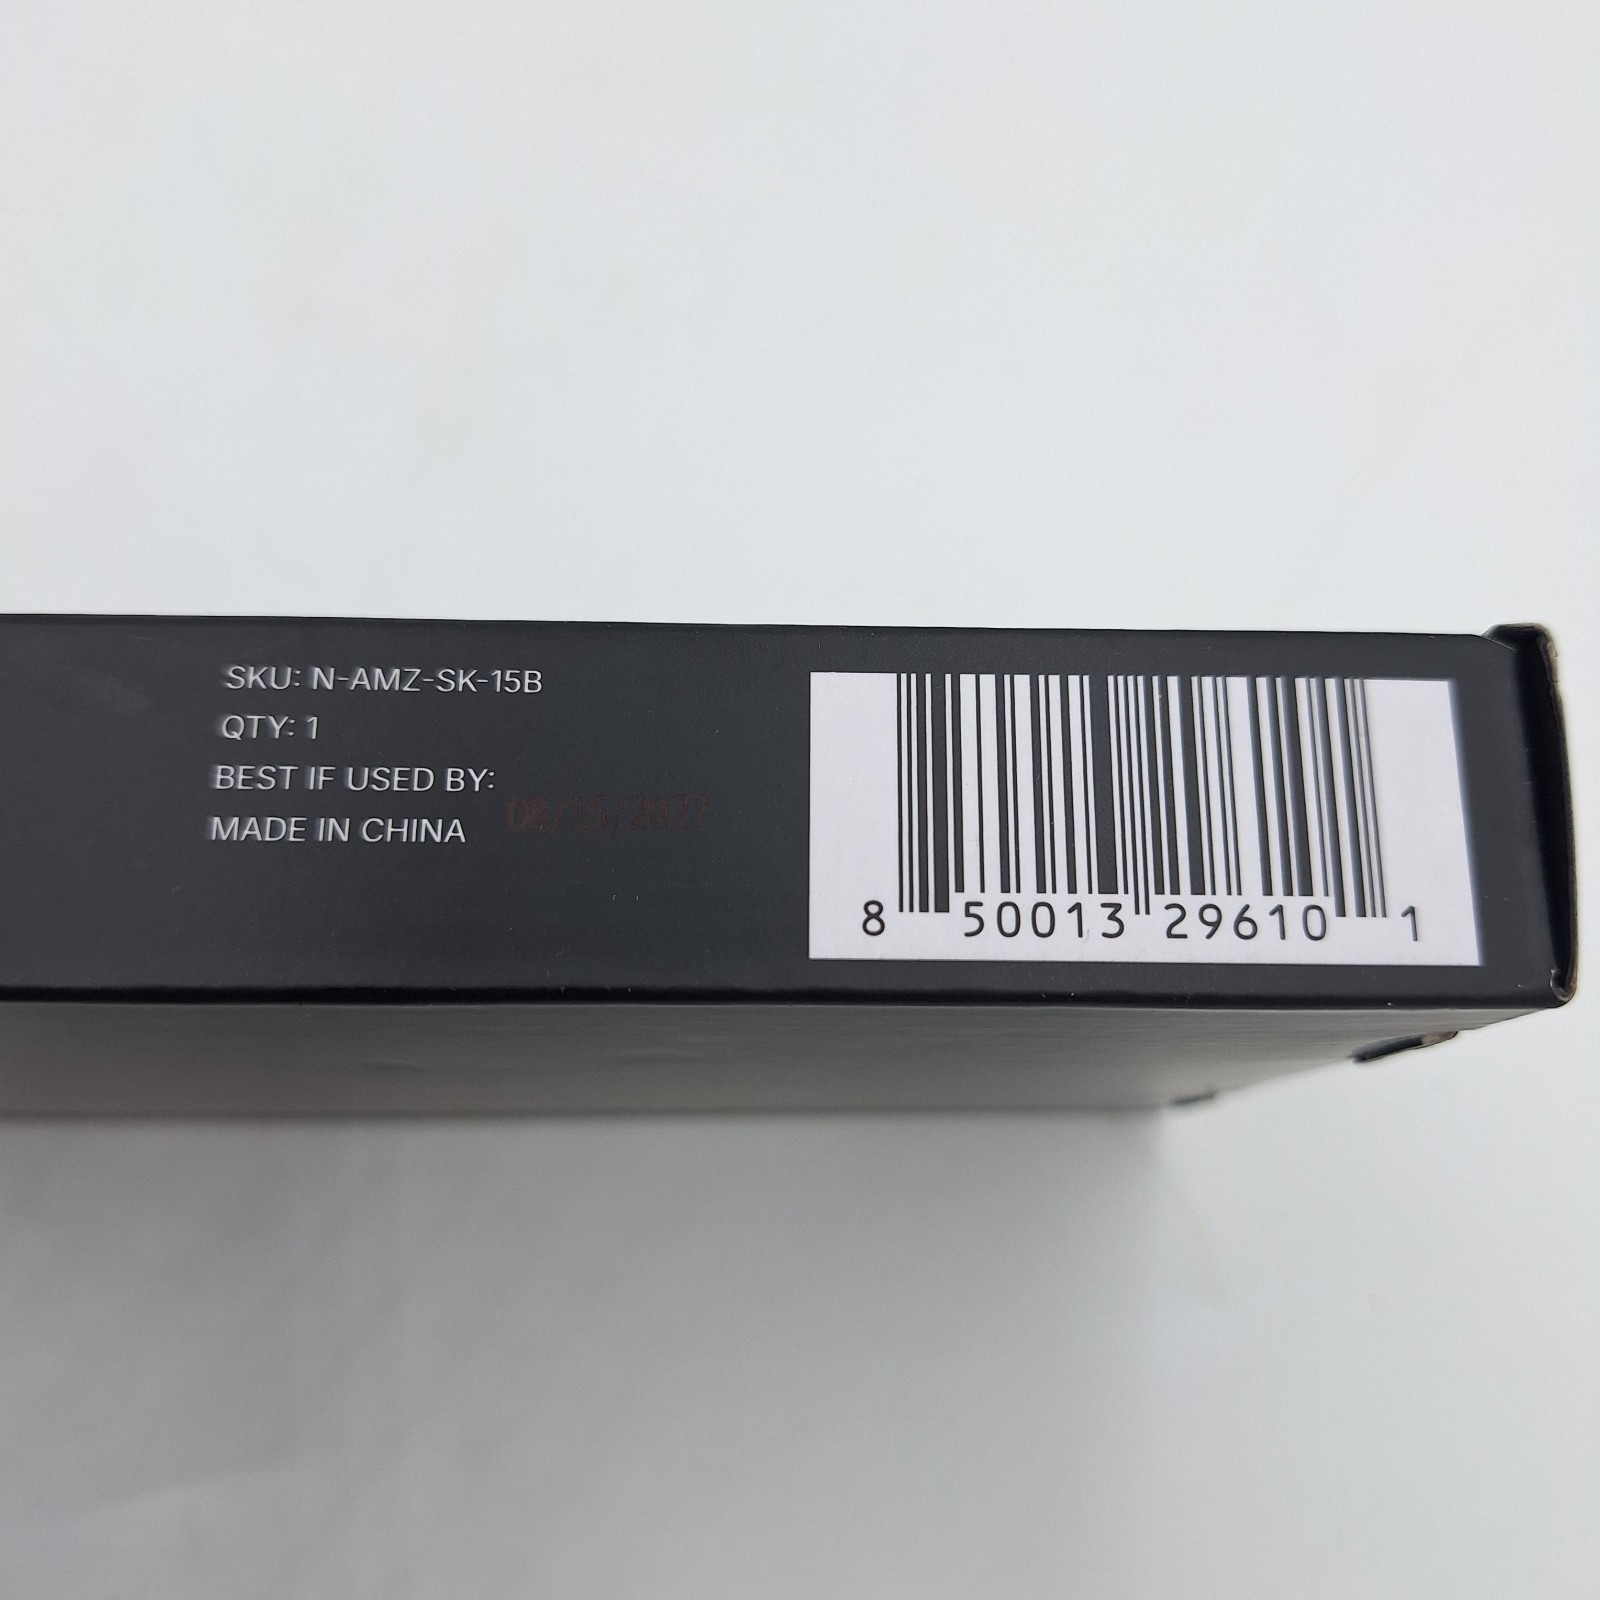 SKU: N-AMZ-SK-15B
QTY: 1
BEST IF USED BY:
MADE IN CHINA
8 50013 29610 1